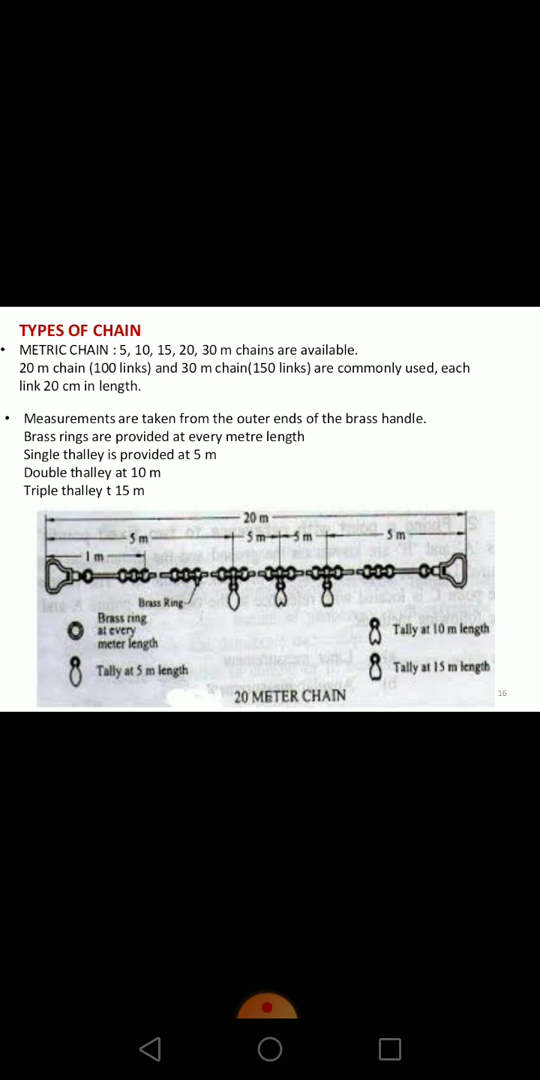 TYPES OF CHAIN
• METRIC CHAIN : 5, 10, 15, 20, 30 m chains are available.
20 m chain (100 links) and 30 m chain(150 links) are commonly used, each
link 20 cm in length.
• Measurements are taken from the outer ends of the brass handle.
Brass rings are provided at every metre length
Single thalley is provided at 5 m
Double thalley at 10 m
Triple thalley t 15 m
20 m
5 m 5 m 5 m 5 m
1 m
Brass Ring
Brass ring
at every
meter length
Tally at 10 m length
Tally at 5 m length
Tally at 15 m length
20 METER CHAIN
16